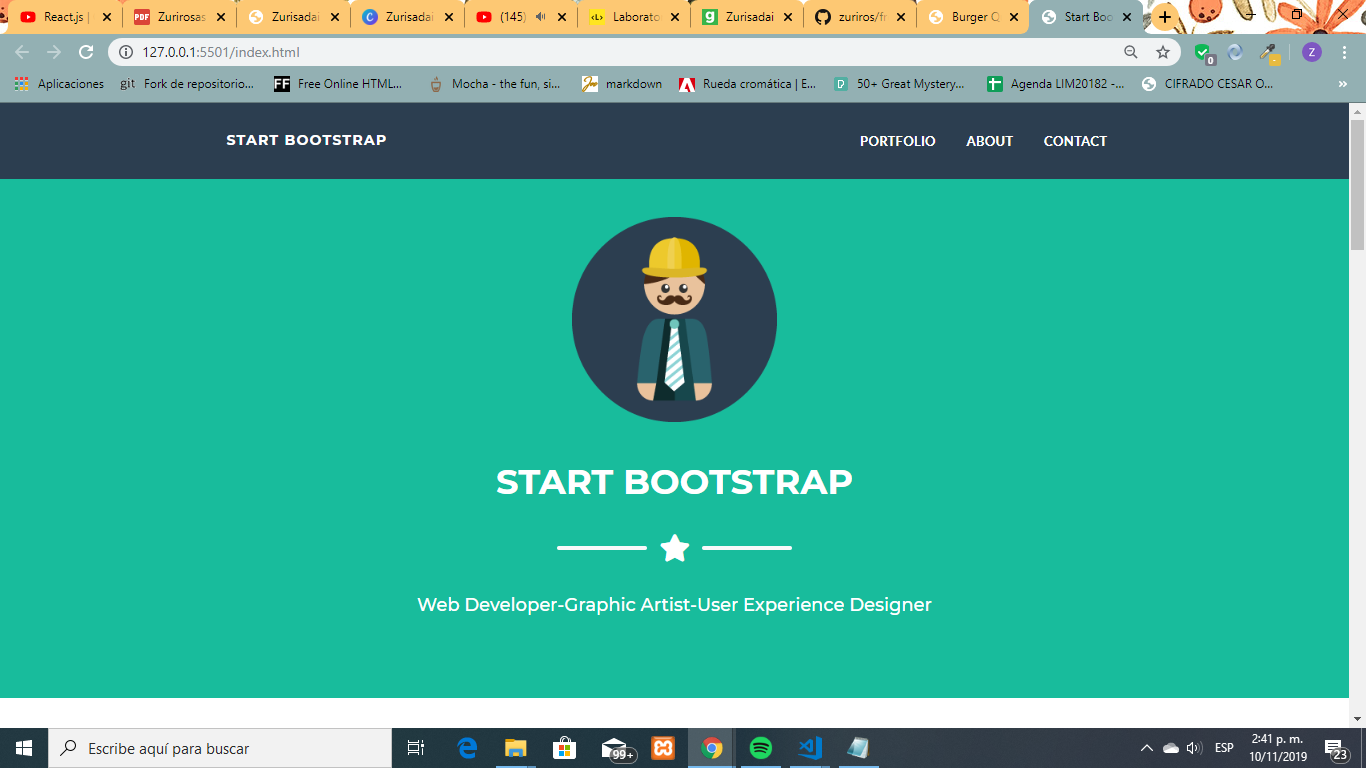 React.js
Zurirosas
Zurisadai
Zurisadai
(145)
<L> Laborato
Zurisadai
zuriros/fr
Burger Q
Start Boo
127.0.0.1:5501/index.html
0
Z
Aplicaciones
git Fork de repositorio...
FF Free Online HTML...
Mocha - the fun, si...
markdown
Rueda cromática | E...
50+ Great Mystery...
Agenda LIM20182 -...
CIFRADO CESAR O...
»
START BOOTSTRAP
PORTFOLIO
ABOUT
CONTACT
START BOOTSTRAP
Web Developer-Graphic Artist-User Experience Designer
Escribe aquí para buscar
99+
ESP
2:41 p. m.
10/11/2019
23